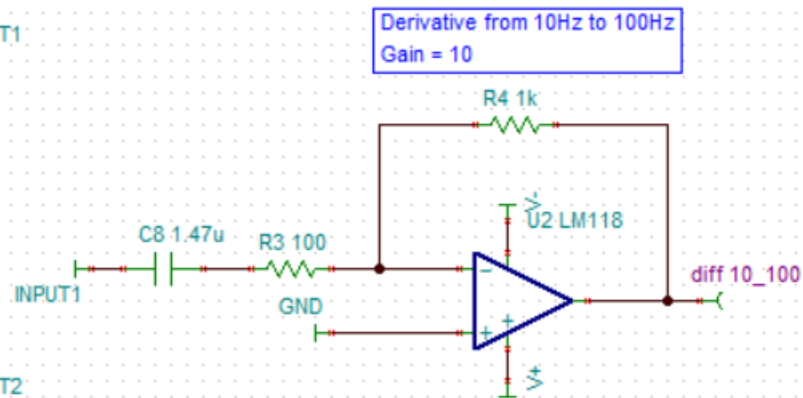 T1
Derivative from 10Hz to 100Hz
Gain = 10
R4 1k
V-
U2 LM118
C8 1.47u
R3 100
INPUT1
GND
diff 10_100
V+
T2